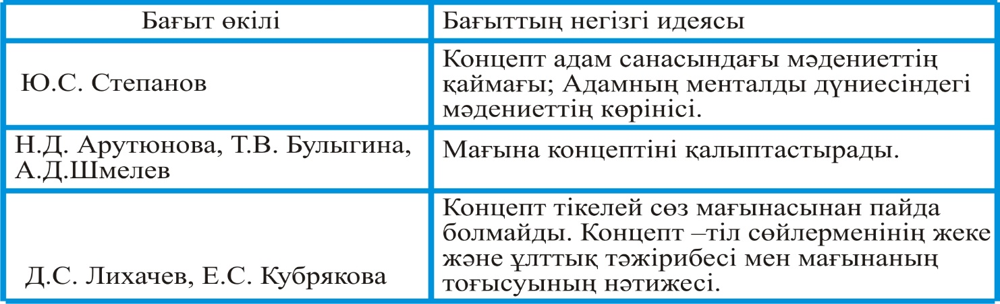 Бағыт өкілі
Бағыттың негізгі идеясы
Ю.С. Степанов
Концепт адам санасындағы мәдениеттің
қаймағы; Адамның менталды дүниесіндегі
мәдениеттің көрінісі.
Н.Д. Арутюнова, Т.В. Булыгина,
А.Д.Шмелев
Мағына концептіні қалыптастырады.
Д.С. Лихачев, Е.С. Кубрякова
Концепт тікелей сөз мағынасынан пайда
болмайды. Концепт –тіл сөйлерменінің жеке
және ұлттық тәжірибесі мен мағынаның
тоғысуының нәтижесі.